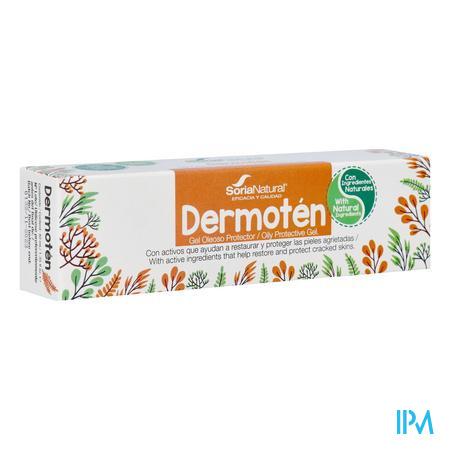 SoriaNatural®
EFICACIA Y CALIDAD
Dermotén
Gel Oleoso Protector / Oily Protective Gel.
Con activos que ayudan a restaurar y proteger las pieles agrietadas /
With active ingredients that help restore and protect cracked skins.
Con
Ingredientes
Naturales
With
Natural
Ingredients
Dermotén
IPM